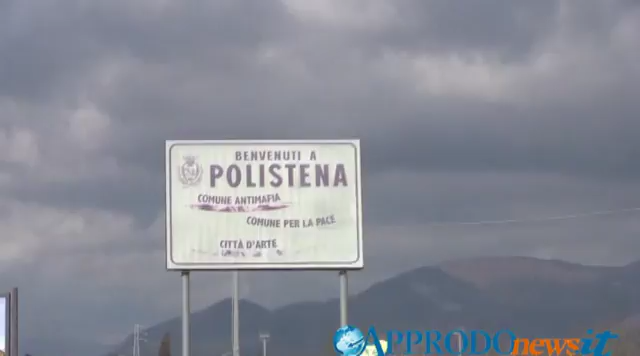 BENVENUTI A
POLISTENA
COMUNE ANTIMAFIA
COMUNE PER LA PACE
CITTÀ D'ARTE
APPRODOnews.it